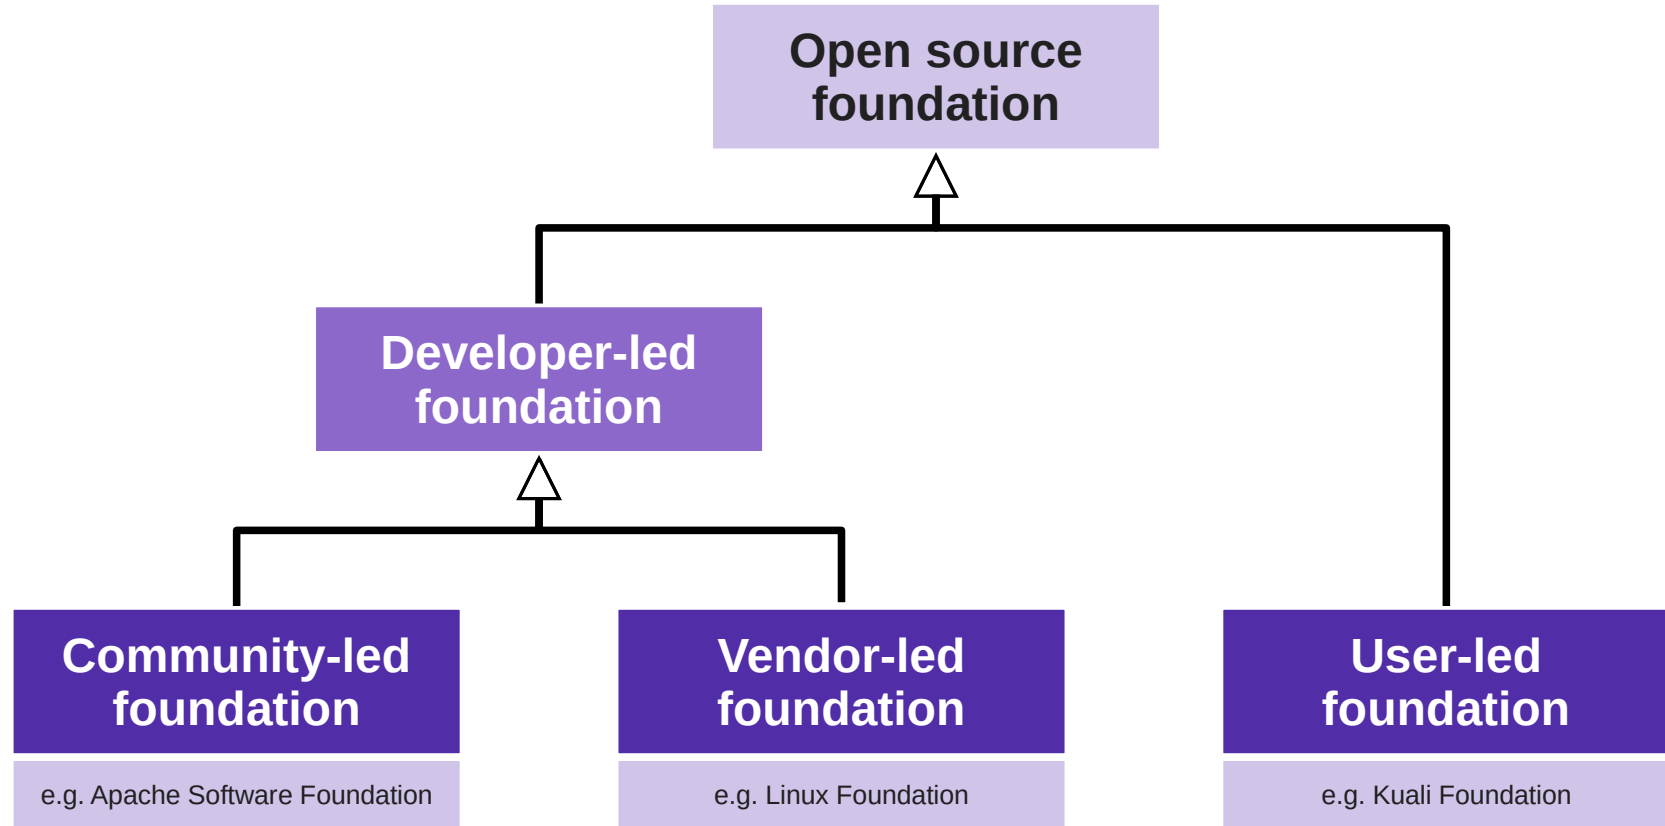 Open source
foundation
Developer-led
foundation
Community-led
foundation
Vendor-led
foundation
User-led
foundation
e.g. Apache Software Foundation
e.g. Linux Foundation
e.g. Kuali Foundation